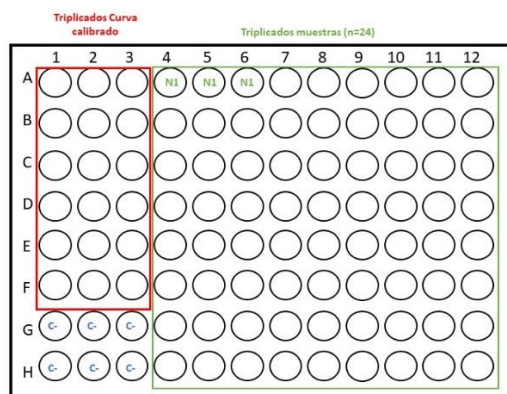 Triplicados Curva
calibrado
Triplicados muestras (n=24)
1 2 3 4 5 6 7 8 9 10 11 12
A N1 N1 N1
B
C
D
E
F
G C- C- C-
H C- C- C-